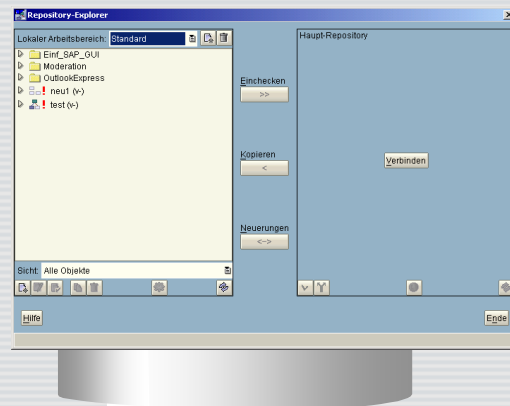 Repository-Explorer
Lokaler Arbeitsbereich: Standard
Einf_SAP_GUI
Moderation
OutlookExpress
neu1 (v-)
test (v-)
Sicht: Alle Objekte
Einchecken
>>
Kopieren
<
Neuerungen
<->
Haupt-Repository
Verbinden
Hilfe
Ende